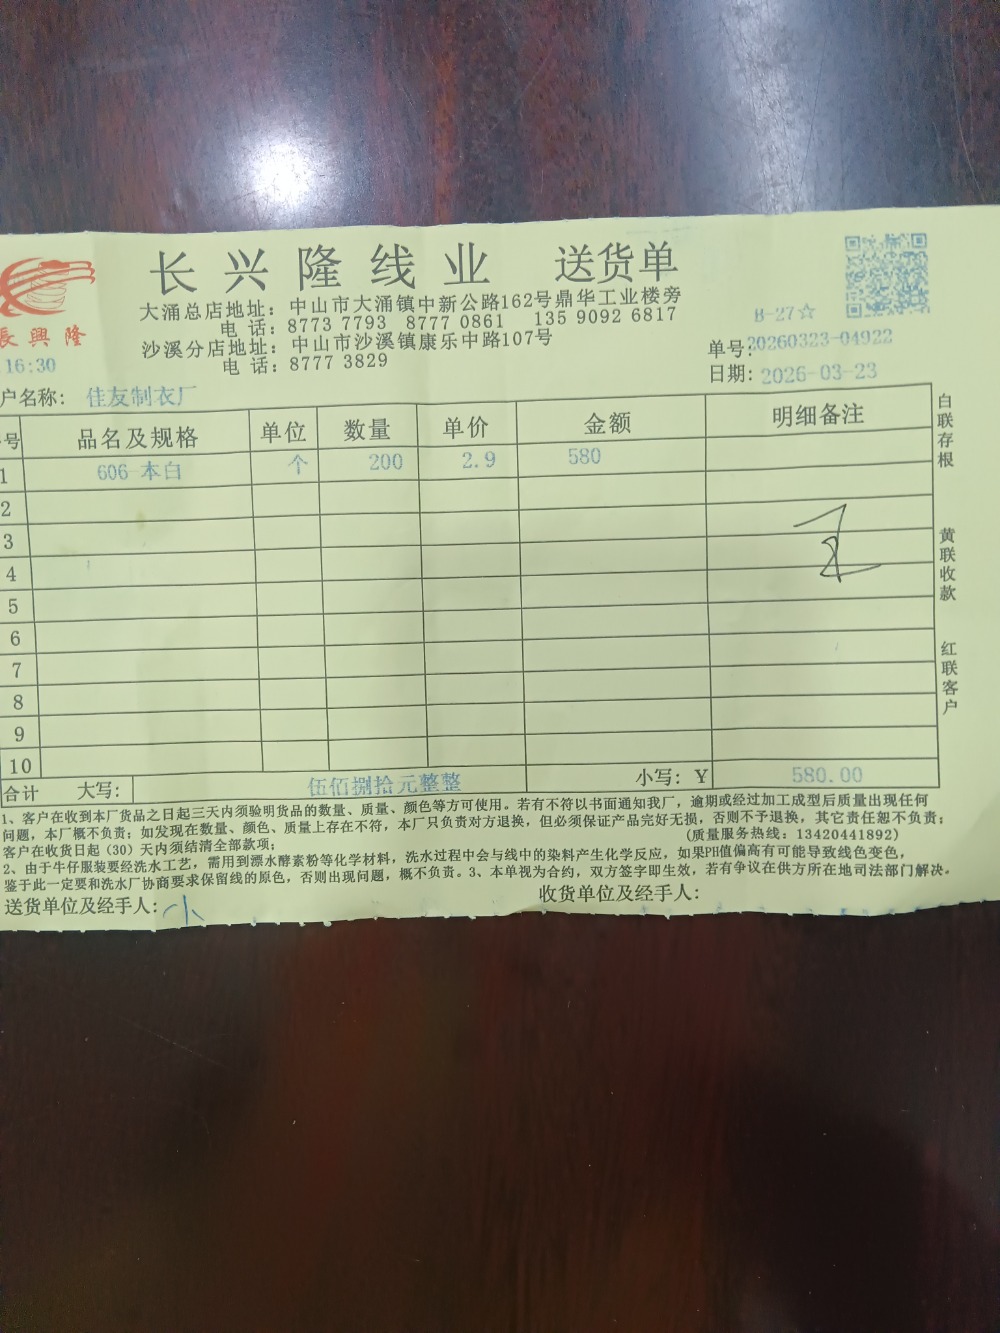 长兴隆线业 送货单
長興隆
大涌总店地址：中山市大涌镇中新公路162号鼎华工业楼旁
电 话：8773 7793 8777 0861 135 9092 6817
沙溪分店地址：中山市沙溪镇康乐中路107号
电 话：8777 3829
B-27☆
16:30
单号:20260323-04922
户名称：佳友制衣厂
日期：2026-03-23
号 品名及规格 单位 数量 单价 金额 明细备注
1 606 本白 个 200 2.9 580
2
3
4
5
6
7
8
9
10
合计 大写： 伍佰捌拾元整整 小写：￥ 580.00
白联存根 黄联收款 红联客户
1、客户在收到本厂货品之日起三天内须验明货品的数量、质量、颜色等方可使用。若有不符以书面通知我厂，逾期或经过加工成型后质量出现任何
问题，本厂概不负责；如发现在数量、颜色、质量上存在不符，本厂只负责对方退换，但必须保证产品完好无损，否则不予退换，其它责任恕不负责；
客户在收货日起（30）天内须结清全部款项； (质量服务热线：13420441892)
2、由于牛仔服装要经洗水工艺，需用到漂水酵素粉等化学材料，洗水过程中会与线中的染料产生化学反应，如果PH值偏高有可能导致线色变色，
鉴于此一定要和洗水厂协商要求保留线的原色，否则出现问题，概不负责。3、本单视为合约，双方签字即生效，若有争议在供方所在地司法部门解决。
送货单位及经手人：小 收货单位及经手人：